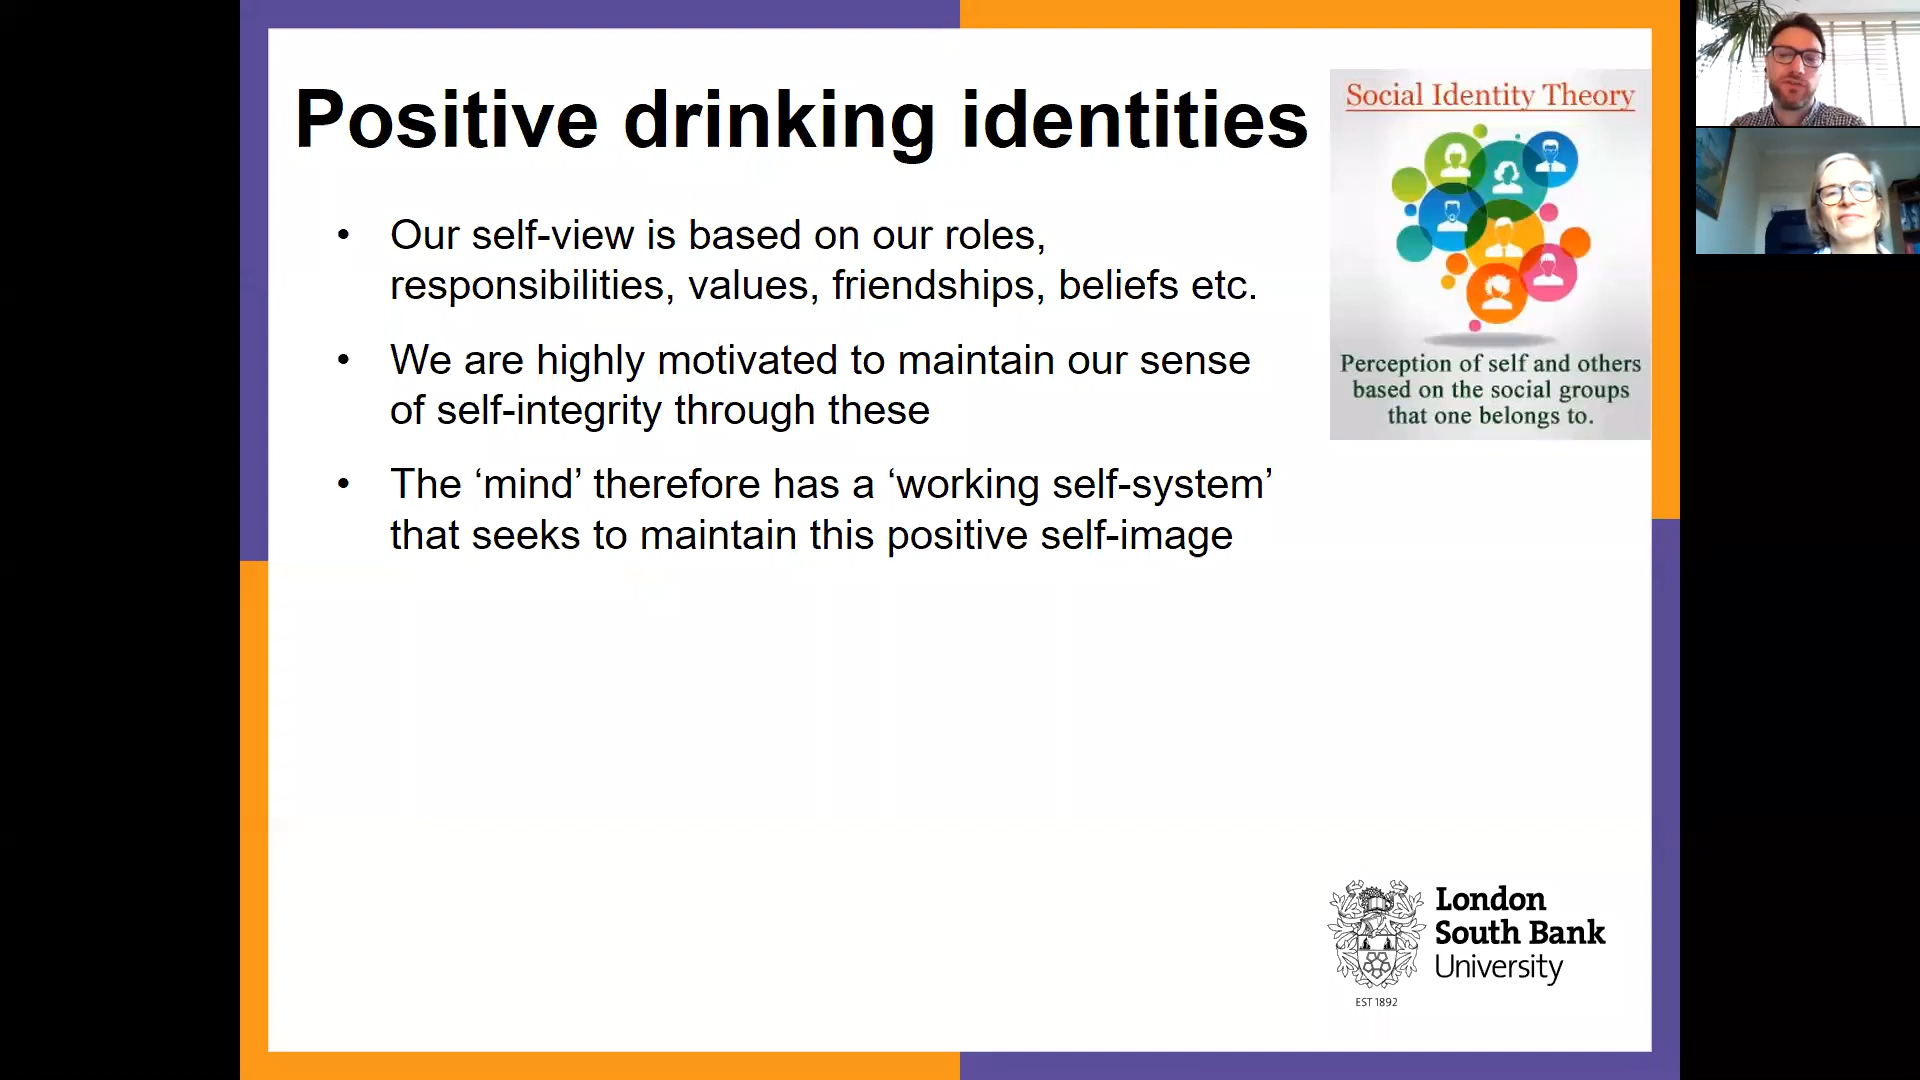 Positive drinking identities
• Our self-view is based on our roles,
responsibilities, values, friendships, beliefs etc.
• We are highly motivated to maintain our sense
of self-integrity through these
• The ‘mind’ therefore has a ‘working self-system’
that seeks to maintain this positive self-image
Social Identity Theory
Perception of self and others
based on the social groups
that one belongs to.
London
South Bank
University
EST 1892